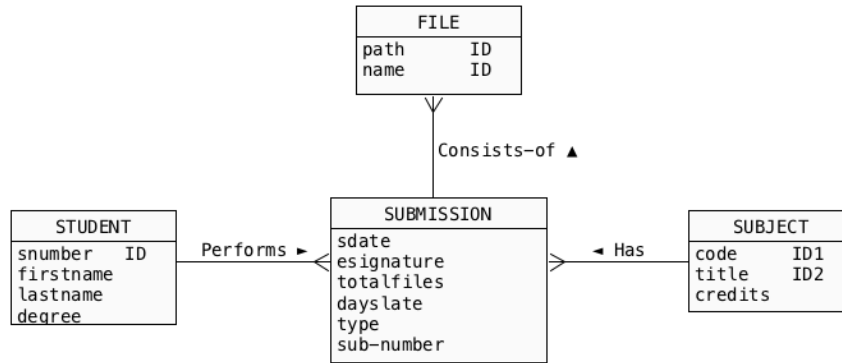 FILE
path ID
name ID
Consists-of ▲
STUDENT
snumber ID
firstname
lastname
degree
Performs ►
SUBMISSION
sdate
esignature
totalfiles
dayslate
type
sub-number
◄ Has
SUBJECT
code ID1
title ID2
credits